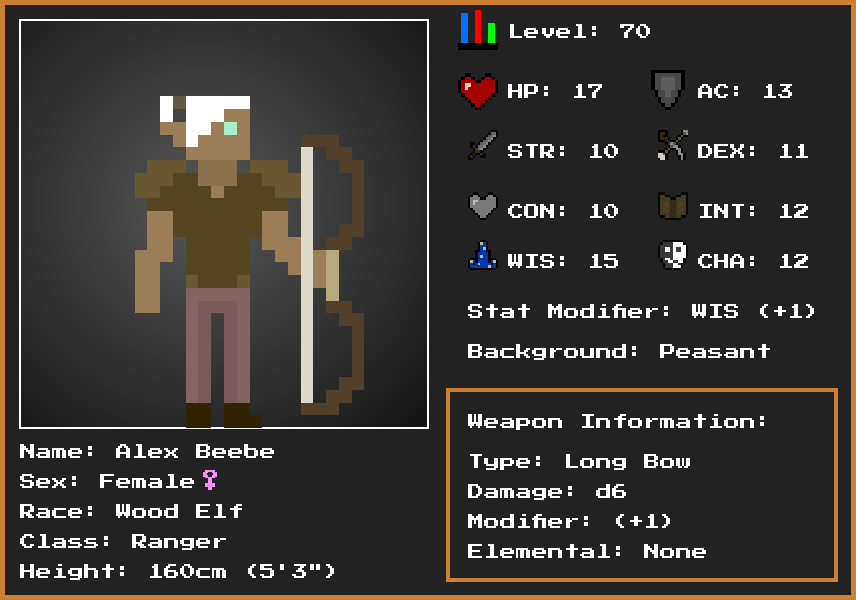 Level: 70
HP: 17
AC: 13
STR: 10
DEX: 11
CON: 10
INT: 12
WIS: 15
CHA: 12
Stat Modifier: WIS (+1)
Background: Peasant
Weapon Information:
Type: Long Bow
Damage: d6
Modifier: (+1)
Elemental: None
Name: Alex Beebe
Sex: Female♀
Race: Wood Elf
Class: Ranger
Height: 160cm (5'3")